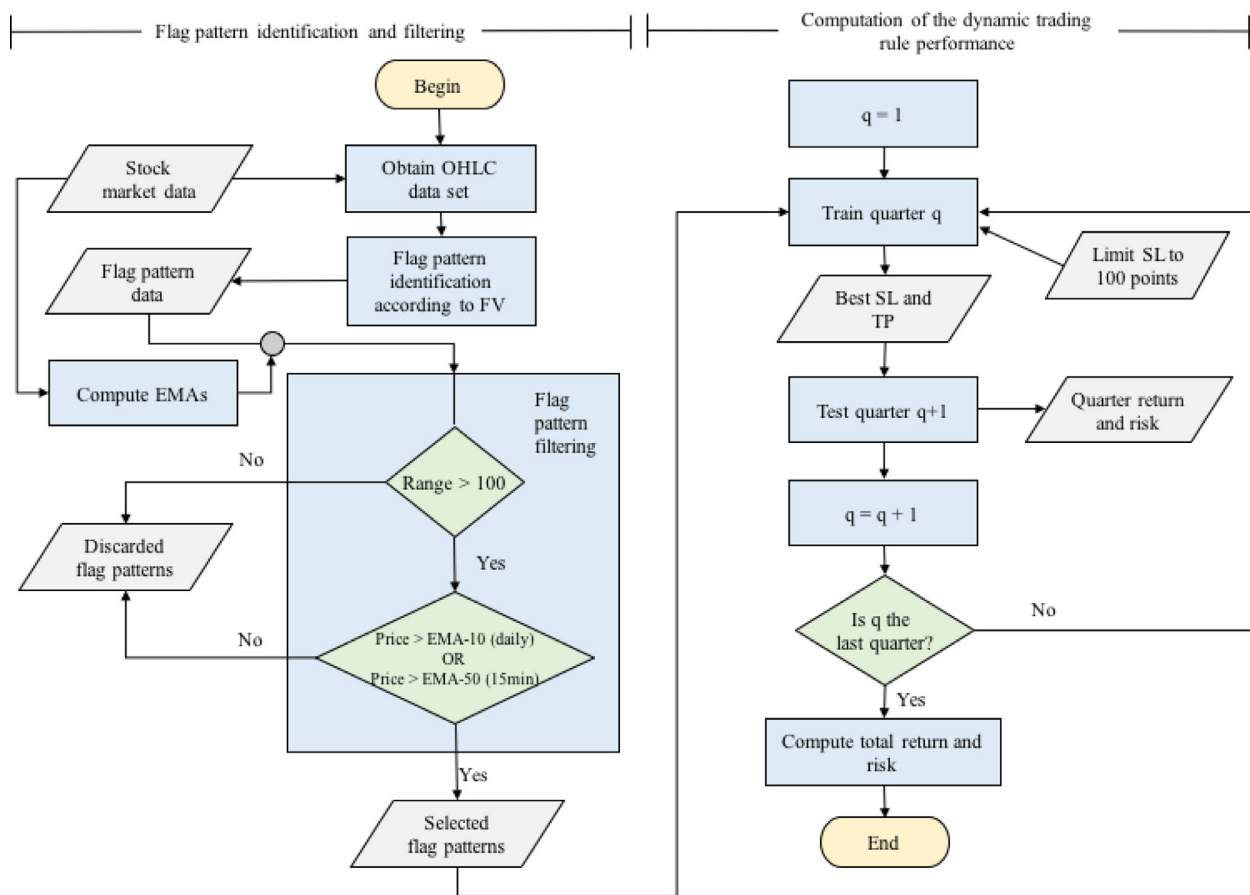 Flag pattern identification and filtering
Computation of the dynamic trading
rule performance
Begin
Stock
market data
Obtain OHLC
data set
Flag pattern
data
Flag pattern
identification
according to FV
Compute EMAs
Flag
pattern
filtering
Range > 100
No
Yes
Discarded
flag patterns
No
Price > EMA-10 (daily)
OR
Price > EMA-50 (15min)
Yes
Selected
flag patterns
q = 1
Train quarter q
Limit SL to
100 points
Best SL and
TP
Test quarter q+1
Quarter return
and risk
q = q + 1
Is q the
last quarter?
No
Yes
Compute total return and
risk
End